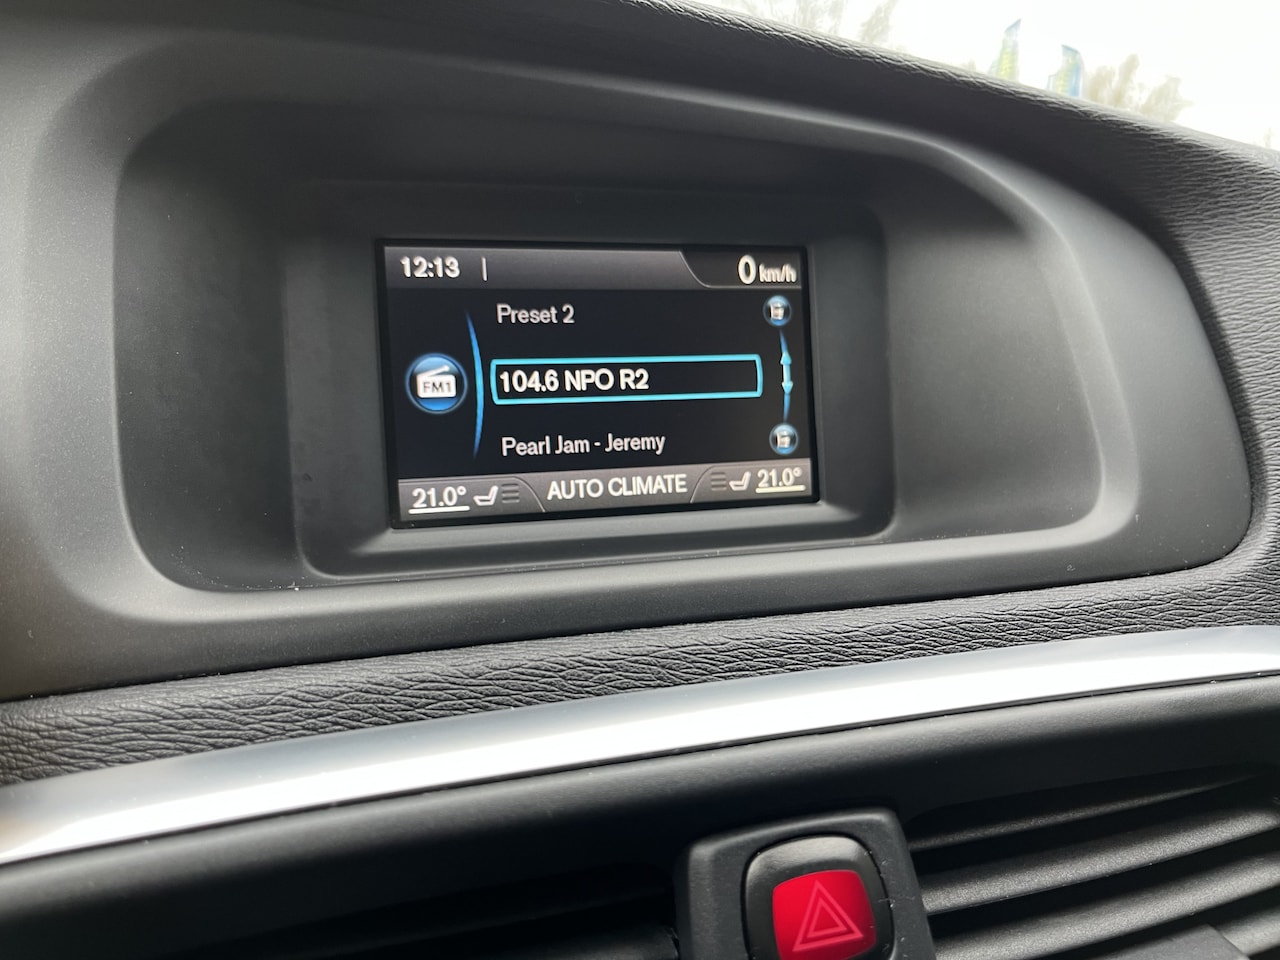 12:13 | 0 km/h
Preset 2
FM1
104.6 NPO R2
Pearl Jam - Jeremy
21.0° AUTO CLIMATE 21.0°